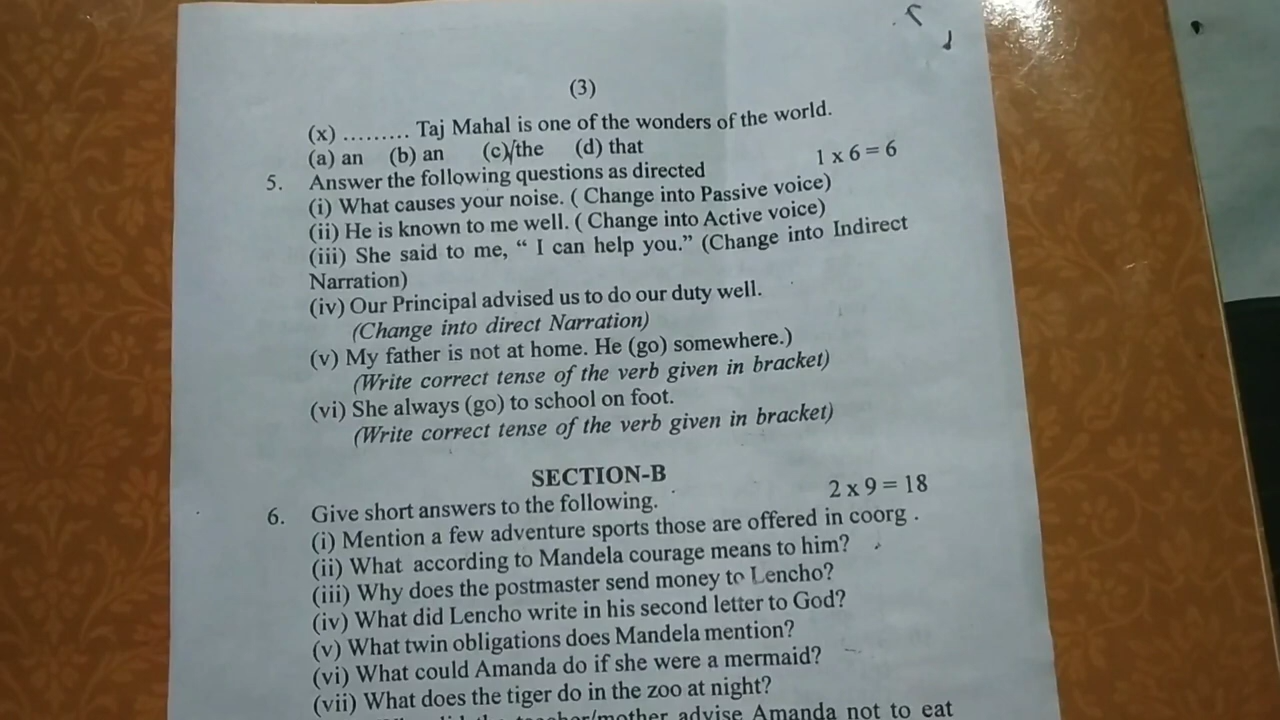 (3)
(x) ......... Taj Mahal is one of the wonders of the world.
(a) an (b) an (c) the (d) that
1 x 6 = 6
5. Answer the following questions as directed
(i) What causes your noise. ( Change into Passive voice)
(ii) He is known to me well. ( Change into Active voice)
(iii) She said to me, “ I can help you.” (Change into Indirect
Narration)
(iv) Our Principal advised us to do our duty well.
(Change into direct Narration)
(v) My father is not at home. He (go) somewhere.)
(Write correct tense of the verb given in bracket)
(vi) She always (go) to school on foot.
(Write correct tense of the verb given in bracket)
SECTION-B
6. Give short answers to the following. 2 x 9 = 18
(i) Mention a few adventure sports those are offered in coorg .
(ii) What according to Mandela courage means to him?
(iii) Why does the postmaster send money to Lencho?
(iv) What did Lencho write in his second letter to God?
(v) What twin obligations does Mandela mention?
(vi) What could Amanda do if she were a mermaid?
(vii) What does the tiger do in the zoo at night?
teacher/mother advise Amanda not to eat